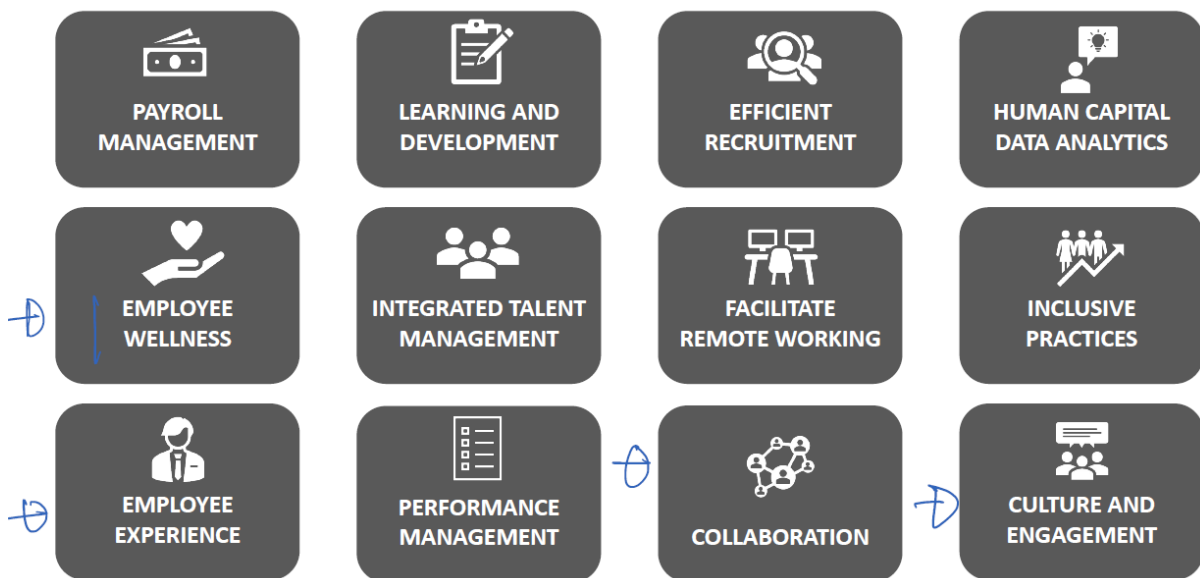 PAYROLL
MANAGEMENT
LEARNING AND
DEVELOPMENT
EFFICIENT
RECRUITMENT
HUMAN CAPITAL
DATA ANALYTICS
EMPLOYEE
WELLNESS
INTEGRATED TALENT
MANAGEMENT
FACILITATE
REMOTE WORKING
INCLUSIVE
PRACTICES
EMPLOYEE
EXPERIENCE
PERFORMANCE
MANAGEMENT
COLLABORATION
CULTURE AND
ENGAGEMENT